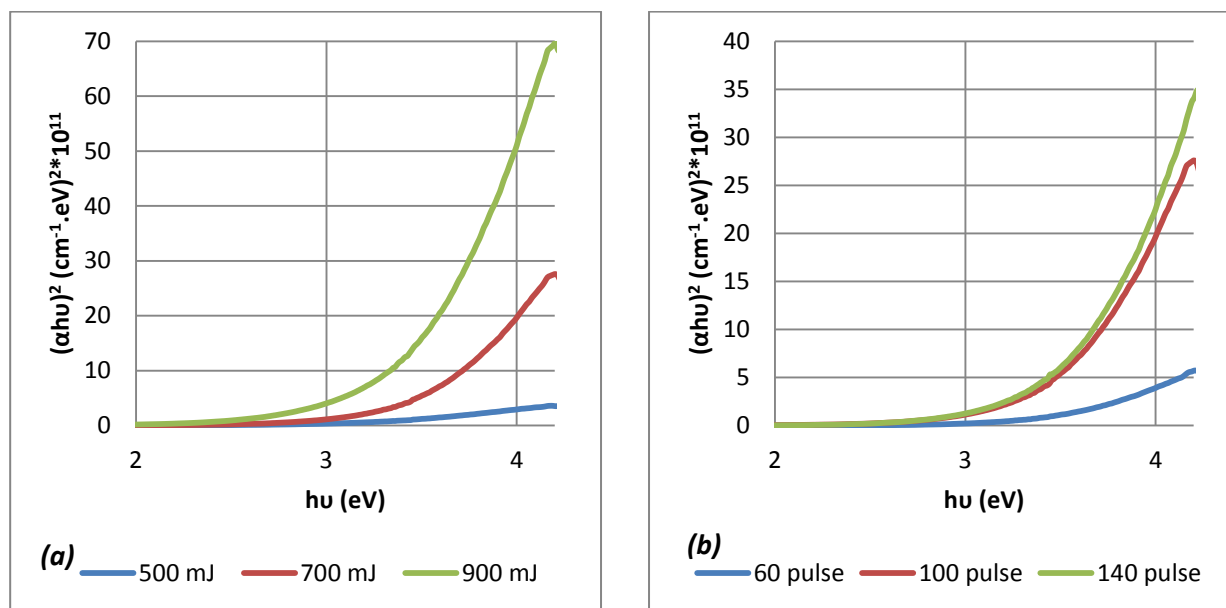 70
60
50
40
30
20
10
0
(αhυ)² (cm⁻¹.eV)²*10¹¹
2 3 4
hυ (eV)
(a)
500 mJ 700 mJ 900 mJ
40
35
30
25
20
15
10
5
0
(αhυ)² (cm⁻¹.eV)²*10¹¹
2 3 4
hυ (eV)
(b)
60 pulse 100 pulse 140 pulse